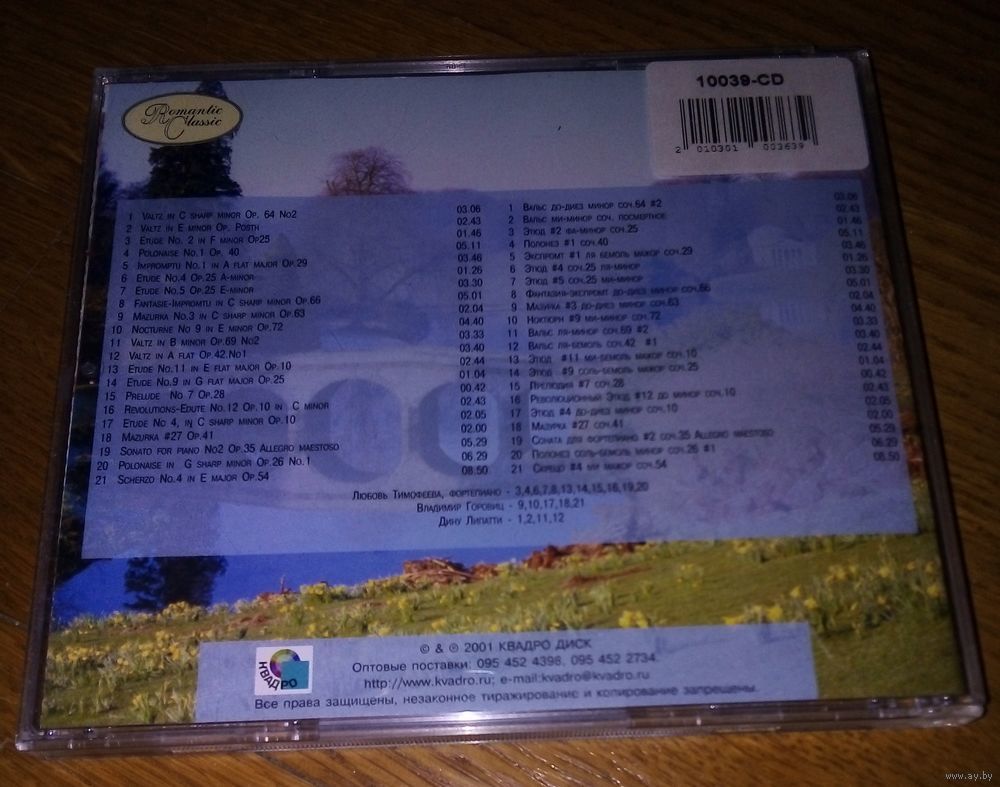 Romantic
Classic
10039-CD
2 010301 003639
1 Valtz in C sharp minor Op. 64 No2 03.06
2 Valtz in E minor Op. Posth 02.43
3 Etude No. 2 in F minor Op25 01.46
4 Polonaise No.1 Op. 40 05.11
5 Impromptu No.1 in A flat major Op.29 03.46
6 Etude No.4 Op.25 A-minor 01.26
7 Etude No.5 Op.25 E-minor 03.30
8 Fantasie-Impromtu in C sharp minor Op.66 05.01
9 Mazurka No.3 in C sharp minor Op.63 02.04
10 Nocturne No 9 in E minor Op.72 04.40
11 Valtz in B minor Op.69 No2 03.33
12 Valtz in A flat Op.42.No1 03.40
13 Etude No.11 in E flat major Op.10 02.44
14 Etude No.9 in G flat major Op.25 01.04
15 Prelude No.7 Op.28 00.42
16 Revolutions-Edute No.12 Op.10 in C minor 02.43
17 Etude No 4, in C sharp minor Op.10 02.05
18 Mazurka #27 Op.41 02.00
19 Sonato for piano No2 Op.35 Allegro maestoso 05.29
20 Polonaise in G sharp minor Op.26 No.1 06.29
21 Scherzo No.4 in E major Op.54 08.50
1 Вальс до-диез минор соч.64 #2 03.06
2 Вальс ми-минор соч. посмертное 02.43
3 Этюд #2 фа-минор соч.25 01.46
4 Полонез #1 соч.40 05.11
5 Экспромт #1 ля бемоль мажор соч.29 03.46
6 Этюд #4 соч.25 ля-минор 01.26
7 Этюд #5 соч.25 ми-минор 03.30
8 Фантазия-экспромт до-диез минор соч.66 05.01
9 Мазурка #3 до-диез минор соч.63 02.04
10 Ноктюрн #9 ми-минор соч.72 04.40
11 Вальс ля-минор соч.69 #2 03.33
12 Вальс ля-бемоль соч.42 #1 03.40
13 Этюд #11 ми-бемоль мажор соч.10 02.44
14 Этюд #9 соль-бемоль мажор соч.25 01.04
15 Прелюдия #7 соч.28 00.42
16 Революционный Этюд #12 до минор соч.10 02.43
17 Этюд #4 до-диез минор соч.10 02.05
18 Мазурка #27 соч.41 02.00
19 Соната для фортепиано #2 соч.35 Allegro maestoso 05.29
20 Полонез соль-бемоль минор соч.26 #1 06.29
21 Скерцо #4 ми мажор соч.54 08.50
Любовь Тимофеева, фортепиано - 3,4,6,7,8,13,14,15,16,19,20
Владимир Горовиц - 9,10,17,18,21
Дину Липатти - 1,2,11,12
КВАДРО
© & ℗ 2001 КВАДРО ДИСК
Оптовые поставки: 095 452 4398, 095 452 2734.
http://www.kvadro.ru; e-mail:kvadro@kvadro.ru
Все права защищены, незаконное тиражирование и копирование запрещены.
www.ay.by